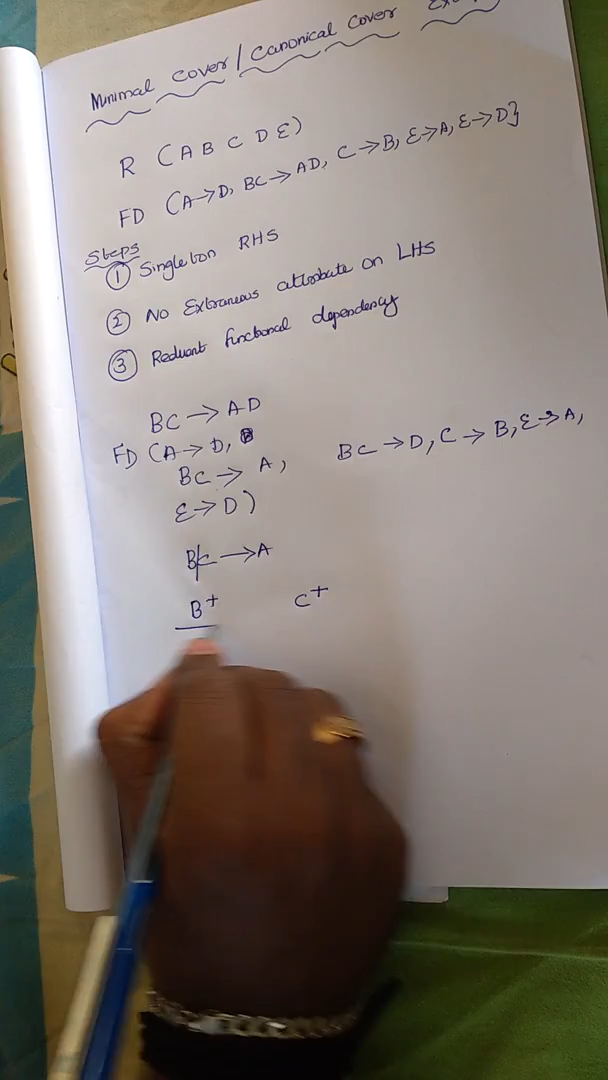 Minimal Cover / Canonical Cover
R (A B C D E)
FD (A→D, BC→AD, C→B, E→A, E→D}
Steps
① Singleton RHS
② No Extraneous attribute on LHS
③ Reduant functional dependency
BC → AD
FD (A→D,
BC → A, BC → D, C → B, E→A,
E→D)
BC → A
B⁺ C⁺